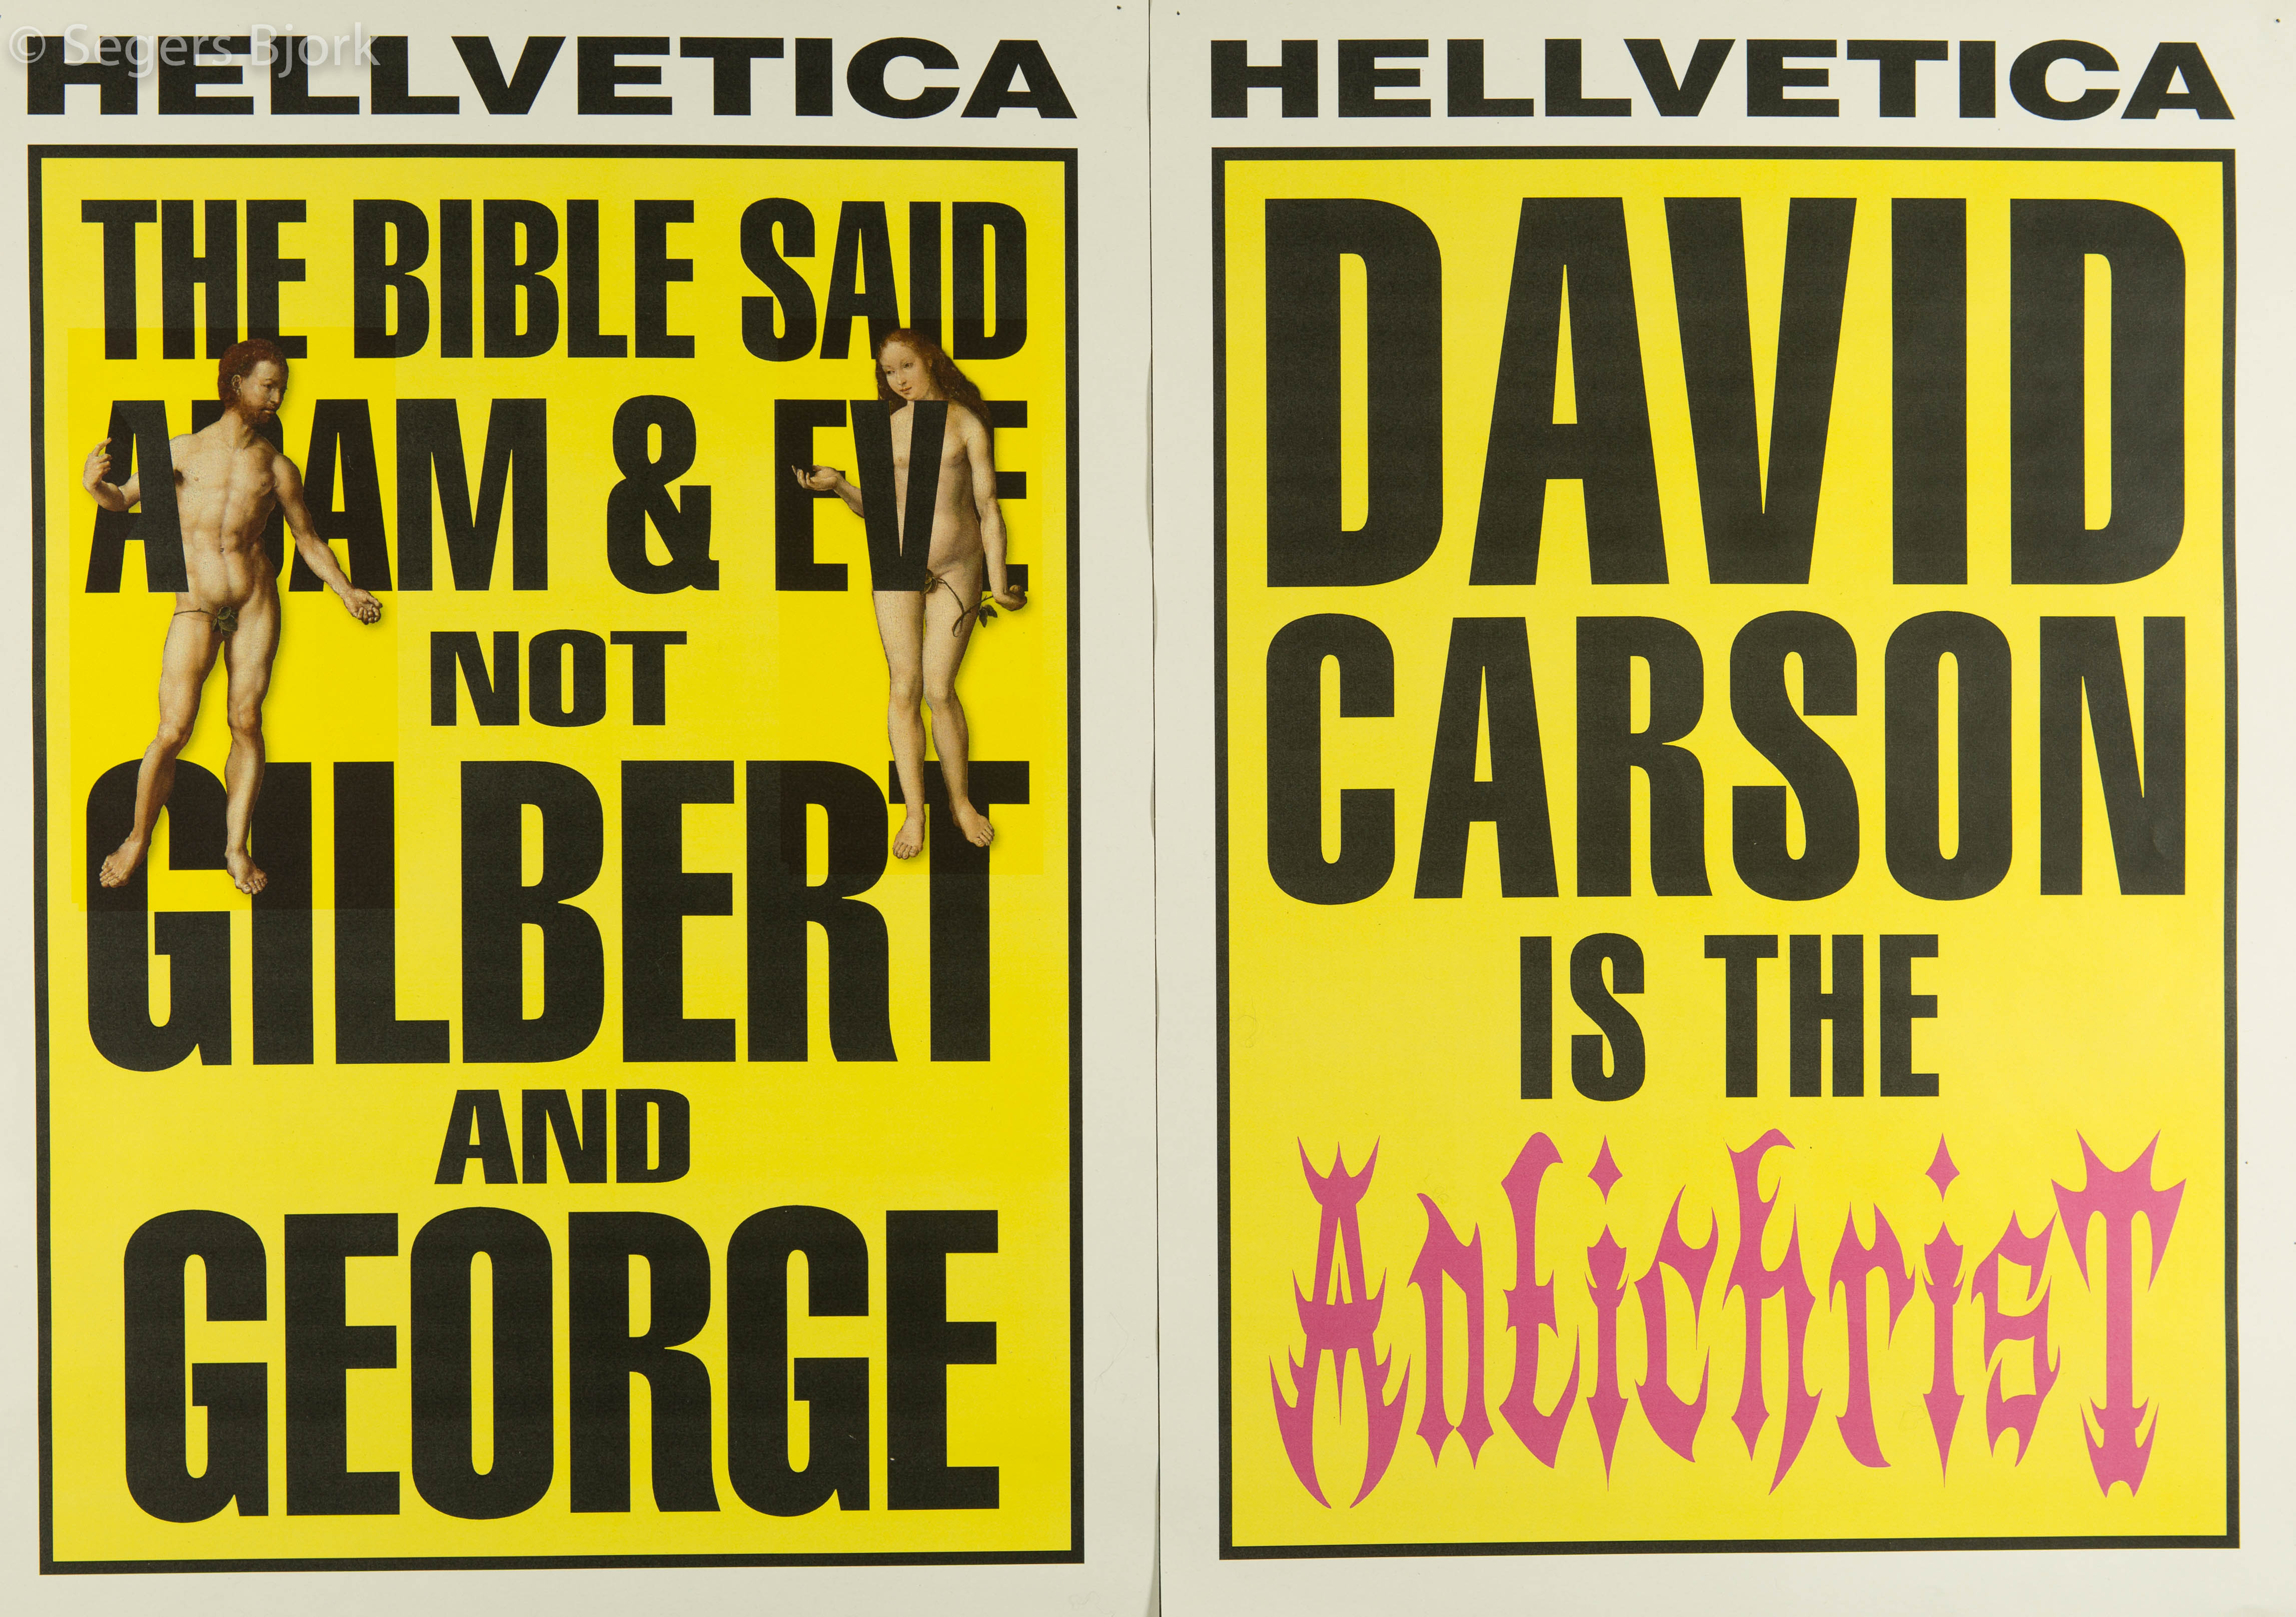 © Segers Bjork
HELLVETICA
THE BIBLE SAID
ADAM & EVE
NOT
GILBERT
AND
GEORGE
HELLVETICA
DAVID
CARSON
IS THE
AntichrisT